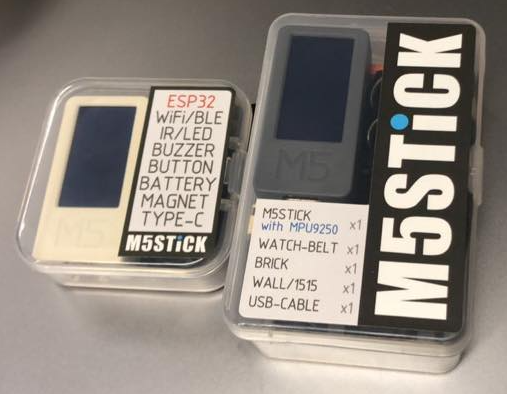 ESP32
WiFi/BLE
IR/LED
BUZZER
BUTTON
BATTERY
MAGNET
TYPE-C
M5STiCK
M5
M5
M5STICK
with MPU9250 x1
WATCH-BELT x1
BRICK x1
WALL/1515 x1
USB-CABLE x1
M5STiCK